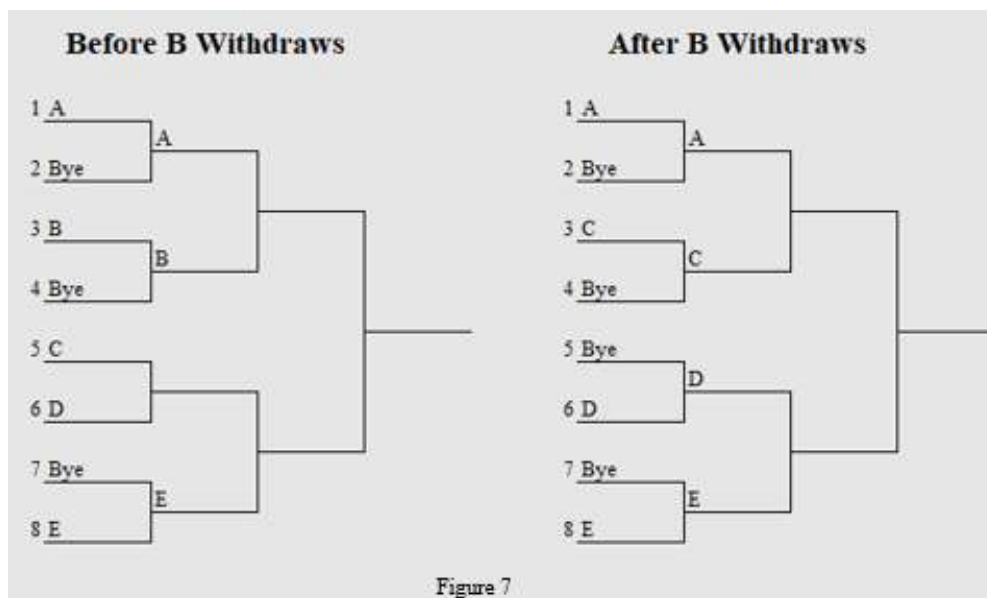 Before B Withdraws
1 A
A
2 Bye
3 B
B
4 Bye
5 C
6 D
7 Bye
E
8 E
After B Withdraws
1 A
A
2 Bye
3 C
C
4 Bye
5 Bye
D
6 D
7 Bye
E
8 E
Figure 7